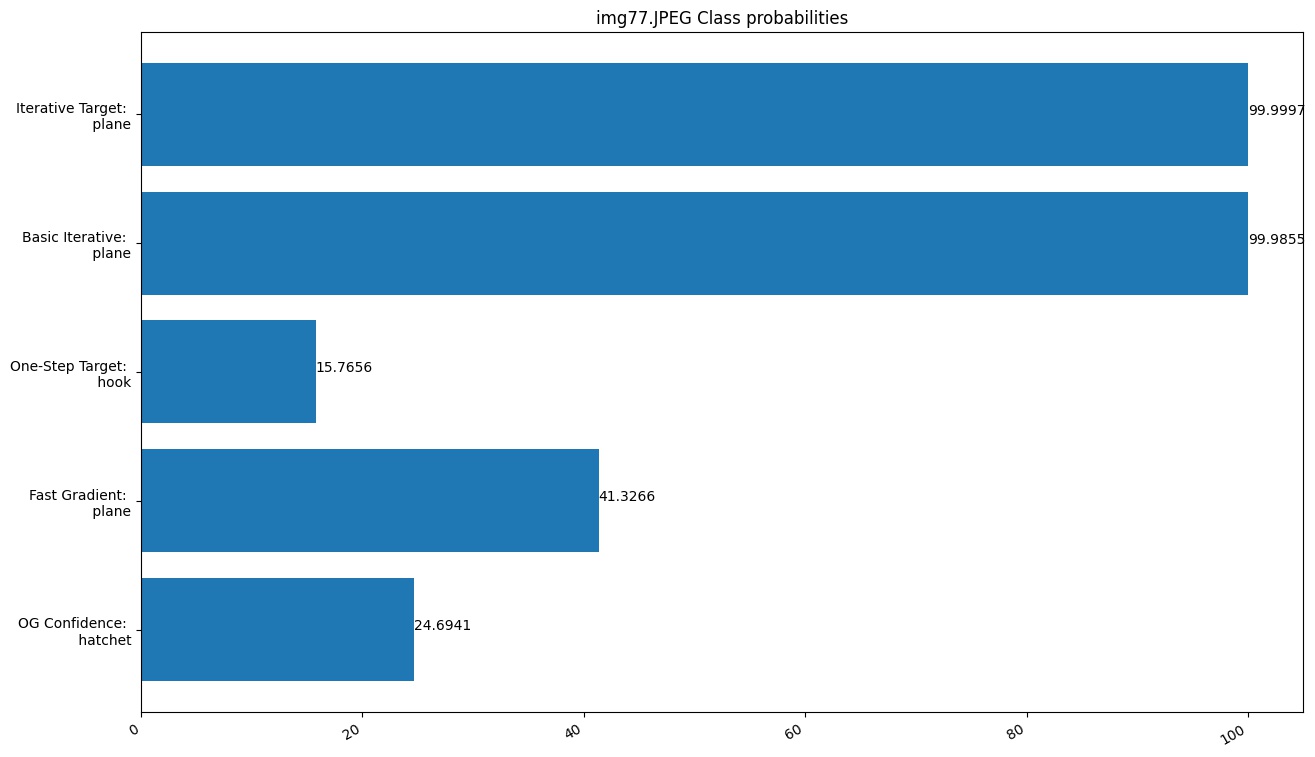 img77.JPEG Class probabilities
Iterative Target:
plane
99.9997
Basic Iterative:
plane
99.9855
One-Step Target:
hook
15.7656
Fast Gradient:
plane
41.3266
OG Confidence:
hatchet
24.6941
0
20
40
60
80
100